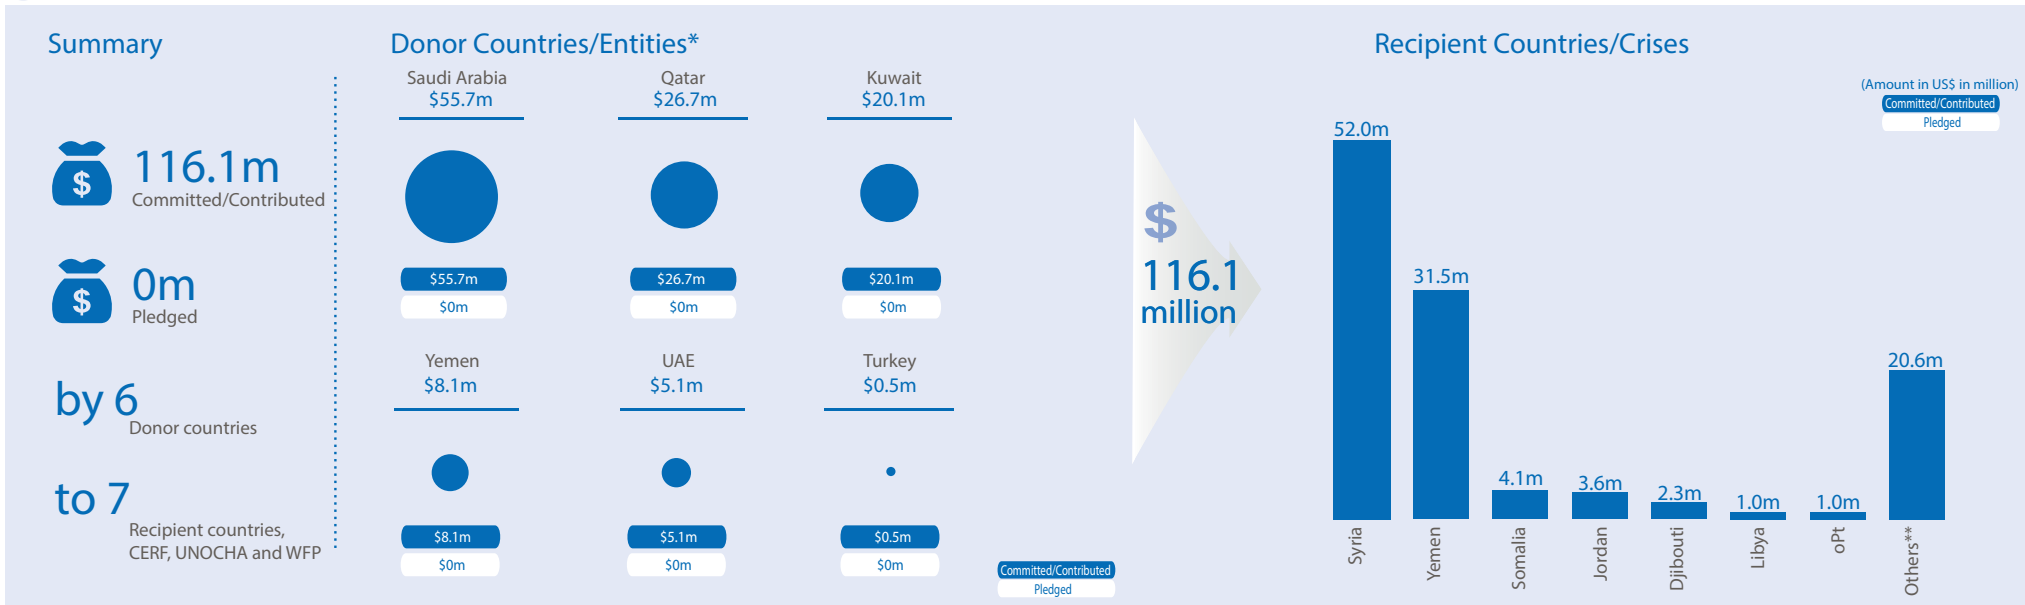 Summary
$
116.1m
Committed/Contributed
$
0m
Pledged
by 6
Donor countries
to 7
Recipient countries,
CERF, UNOCHA and WFP
Donor Countries/Entities*
Saudi Arabia
$55.7m
$55.7m
$0m
Qatar
$26.7m
$26.7m
$0m
Kuwait
$20.1m
$20.1m
$0m
Yemen
$8.1m
$8.1m
$0m
UAE
$5.1m
$5.1m
$0m
Turkey
$0.5m
$0.5m
$0m
Committed/Contributed
Pledged
$
116.1
million
Recipient Countries/Crises
(Amount in US$ in million)
Committed/Contributed
Pledged
52.0m
31.5m
4.1m
3.6m
2.3m
1.0m
1.0m
20.6m
Syria
Yemen
Somalia
Jordan
Djibouti
Libya
oPt
Others**